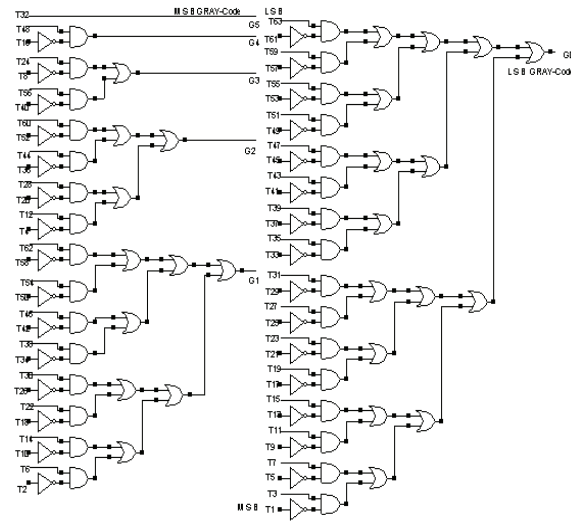 T32
MSB GRAY-Code
G5
T48
T16
G4
T24
T8
T56
T40
G3
T60
T52
T44
T36
G2
T28
T20
T12
T4
T62
T58
T54
T50
T46
T42
G1
T38
T34
T30
T26
T22
T18
T14
T10
T6
T2
LSB
T63
T61
T59
T57
G0
LSB GRAY-Code
T55
T53
T51
T49
T47
T45
T43
T41
T39
T37
T35
T33
T31
T29
T27
T25
T23
T21
T19
T17
T15
T13
T11
T9
T7
T5
T3
T1
MSB